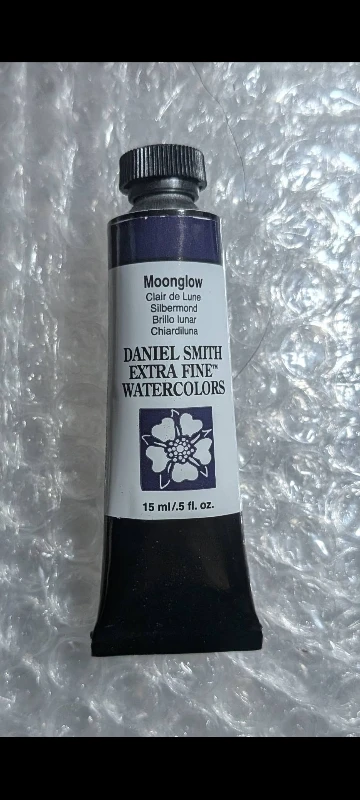 Moonglow
Clair de Lune
Silbermond
Brillo lunar
Chiardiluna
DANIEL SMITH
EXTRA FINE™
WATERCOLORS
15 ml/.5 fl. oz.